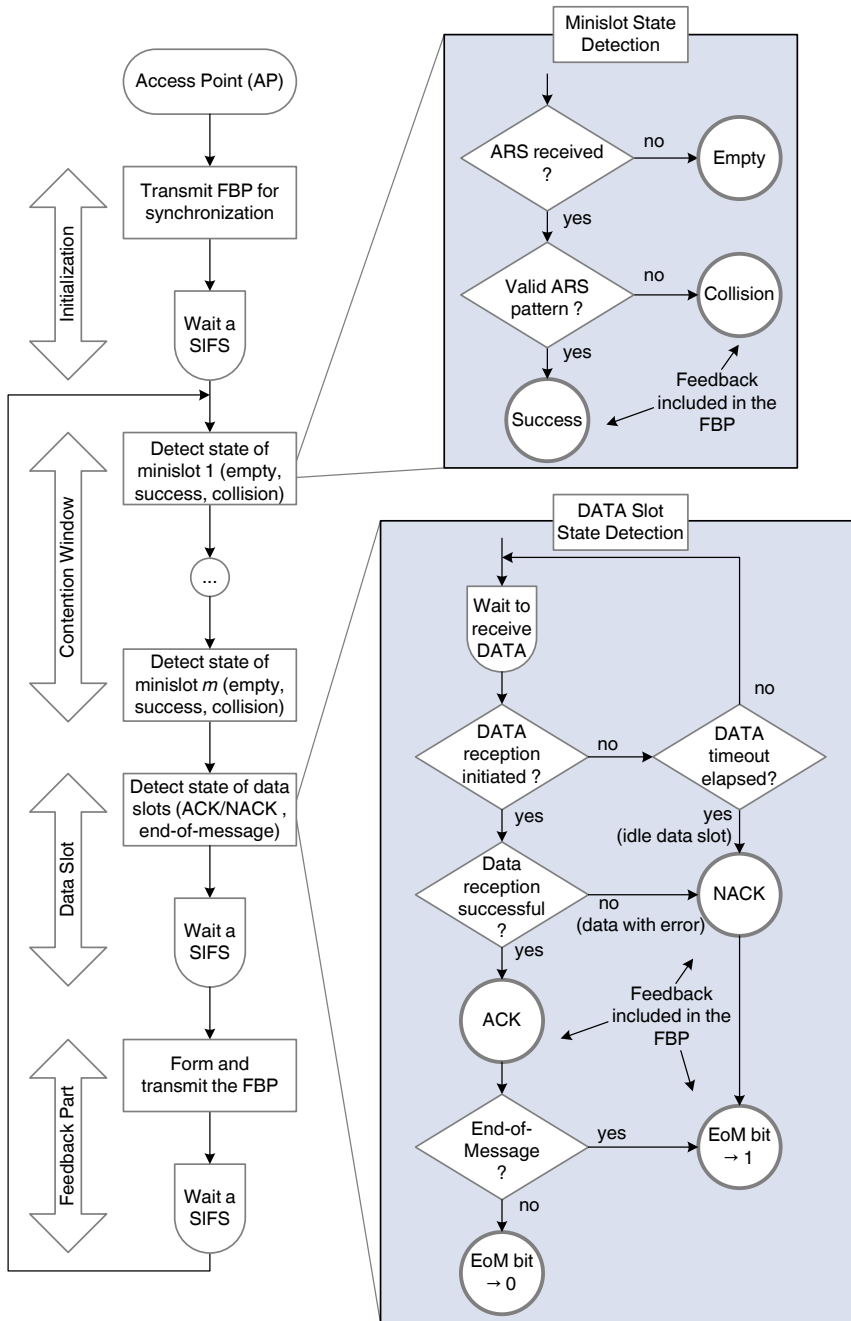 Access Point (AP)
Transmit FBP for
synchronization
Wait a
SIFS
Initialization
Detect state of
minislot 1 (empty,
success, collision)
...
Detect state of
minislot m (empty,
success, collision)
Contention Window
Detect state of data
slots (ACK/NACK ,
end-of-message)
Wait a
SIFS
Data Slot
Form and
transmit the FBP
Wait a
SIFS
Feedback Part
Minislot State
Detection
ARS received
?
no
Empty
yes
Valid ARS
pattern ?
no
Collision
yes
Success
Feedback
included in the
FBP
DATA Slot
State Detection
Wait to
receive
DATA
no
DATA
reception
initiated ?
no
DATA
timeout
elapsed?
yes
yes
(idle data slot)
Data
reception
successful
?
no
(data with error)
NACK
yes
ACK
Feedback
included in the
FBP
End-of-
Message
?
yes
EoM bit
→ 1
no
EoM bit
→ 0